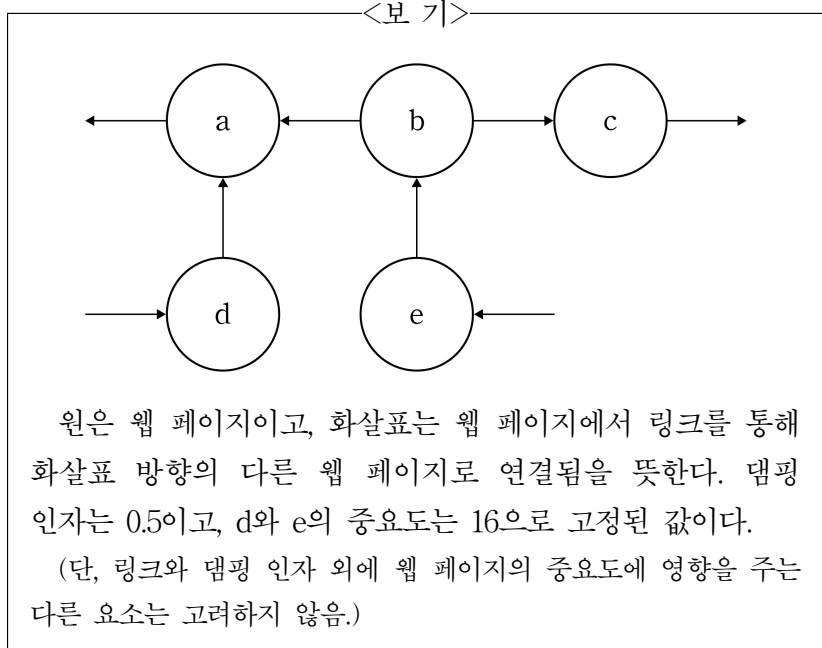 <보 기>
a b c
d e
원은 웹 페이지이고, 화살표는 웹 페이지에서 링크를 통해
화살표 방향의 다른 웹 페이지로 연결됨을 뜻한다. 댐핑
인자는 0.5이고, d와 e의 중요도는 16으로 고정된 값이다.
(단, 링크와 댐핑 인자 외에 웹 페이지의 중요도에 영향을 주는
다른 요소는 고려하지 않음.)